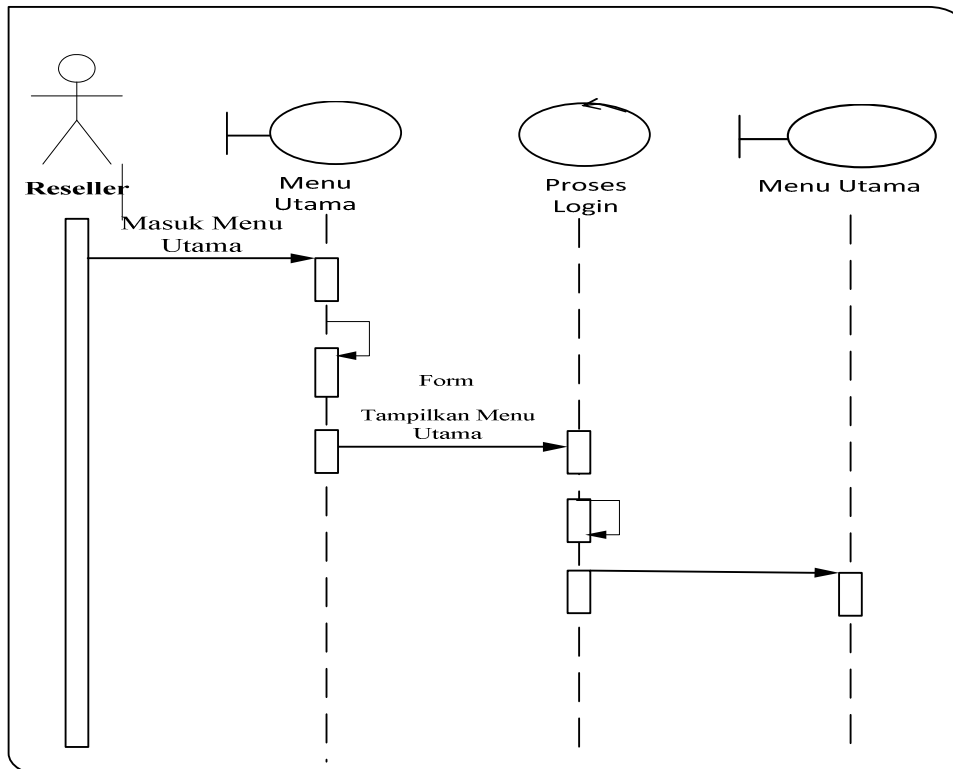 Reseller
Menu
Utama
Proses
Login
Menu Utama
Masuk Menu
Utama
Form
Tampilkan Menu
Utama